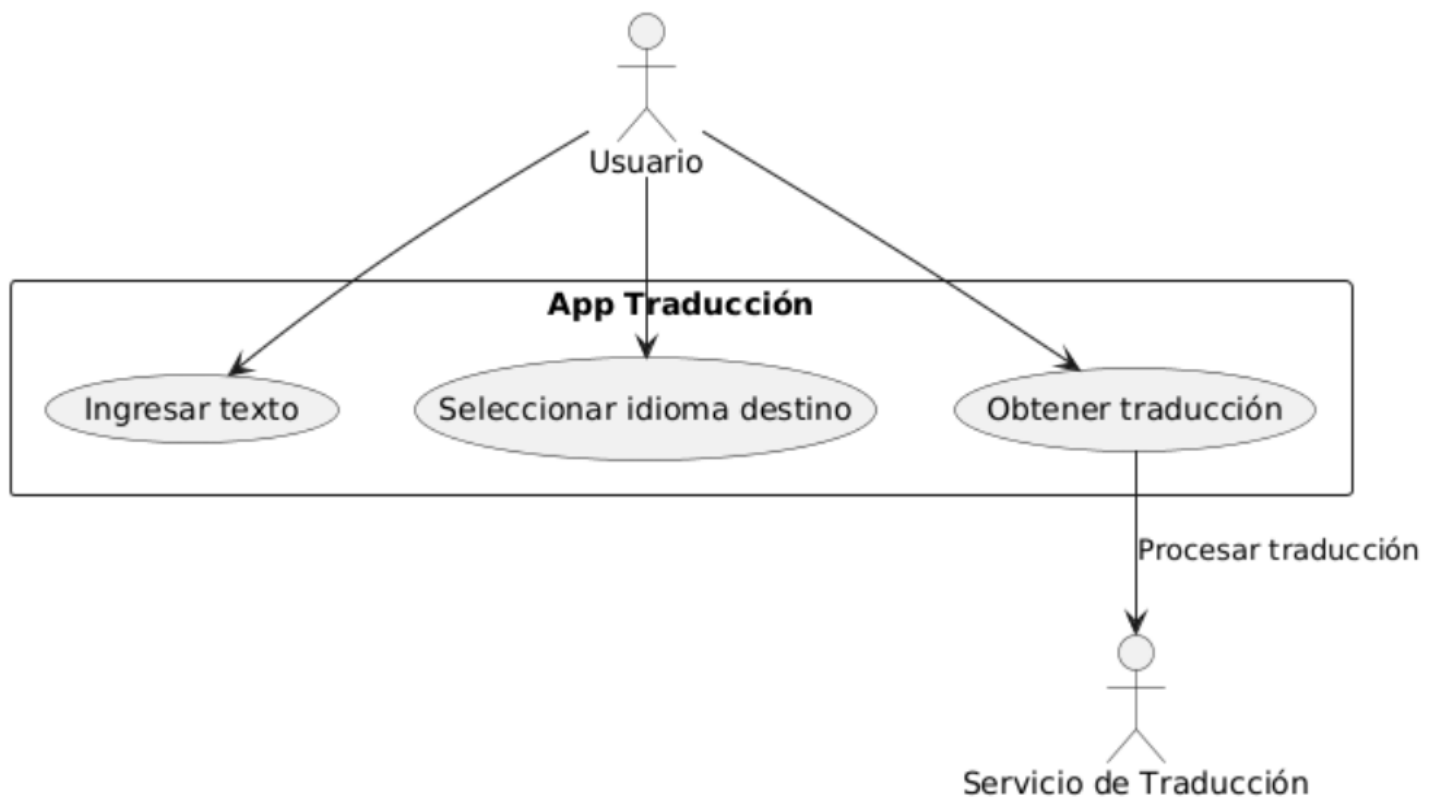 Usuario
App Traducción
Ingresar texto
Seleccionar idioma destino
Obtener traducción
Procesar traducción
Servicio de Traducción